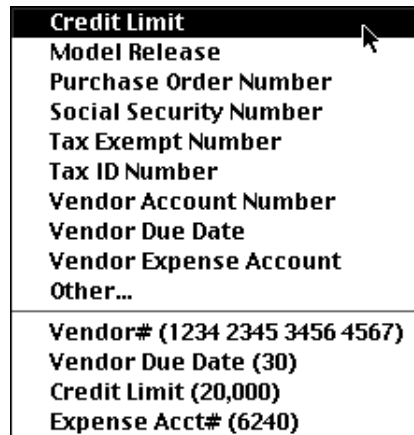 Credit Limit
Model Release
Purchase Order Number
Social Security Number
Tax Exempt Number
Tax ID Number
Vendor Account Number
Vendor Due Date
Vendor Expense Account
Other...
Vendor# (1234 2345 3456 4567)
Vendor Due Date (30)
Credit Limit (20,000)
Expense Acct# (6240)